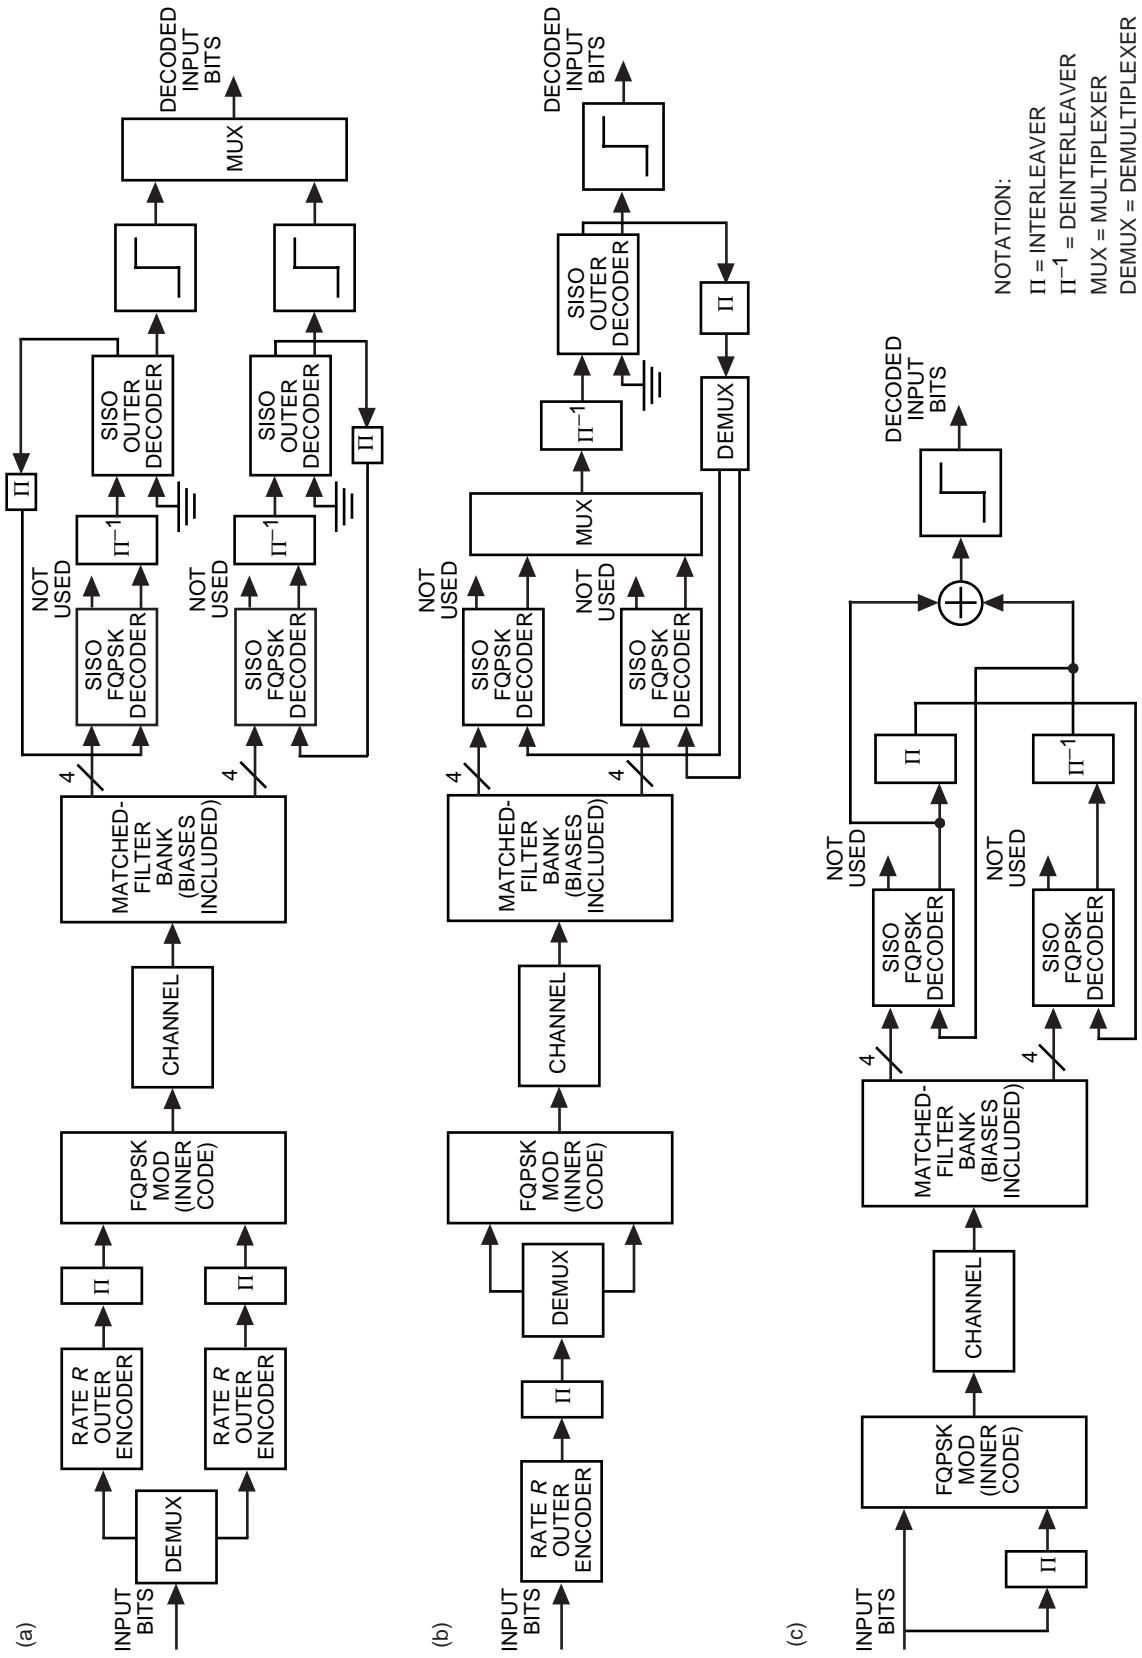 (a)
INPUT
BITS
DEMUX
RATE R
OUTER
ENCODER
RATE R
OUTER
ENCODER
Π
Π
FQPSK
MOD
(INNER
CODE)
CHANNEL
MATCHED-
FILTER
BANK
(BIASES
INCLUDED)
4
4
SISO
FQPSK
DECODER
SISO
FQPSK
DECODER
NOT
USED
NOT
USED
Π⁻¹
Π⁻¹
Π
SISO
OUTER
DECODER
SISO
OUTER
DECODER
Π
MUX
DECODED
INPUT
BITS
(b)
INPUT
BITS
RATE R
OUTER
ENCODER
Π
DEMUX
FQPSK
MOD
(INNER
CODE)
CHANNEL
MATCHED-
FILTER
BANK
(BIASES
INCLUDED)
4
4
SISO
FQPSK
DECODER
SISO
FQPSK
DECODER
NOT
USED
NOT
USED
MUX
Π⁻¹
SISO
OUTER
DECODER
DEMUX
Π
DECODED
INPUT
BITS
(c)
INPUT
BITS
Π
FQPSK
MOD
(INNER
CODE)
CHANNEL
MATCHED-
FILTER
BANK
(BIASES
INCLUDED)
4
4
SISO
FQPSK
DECODER
SISO
FQPSK
DECODER
NOT
USED
NOT
USED
Π
Π⁻¹
DECODED
INPUT
BITS
NOTATION:
Π = INTERLEAVER
Π⁻¹ = DEINTERLEAVER
MUX = MULTIPLEXER
DEMUX = DEMULTIPLEXER